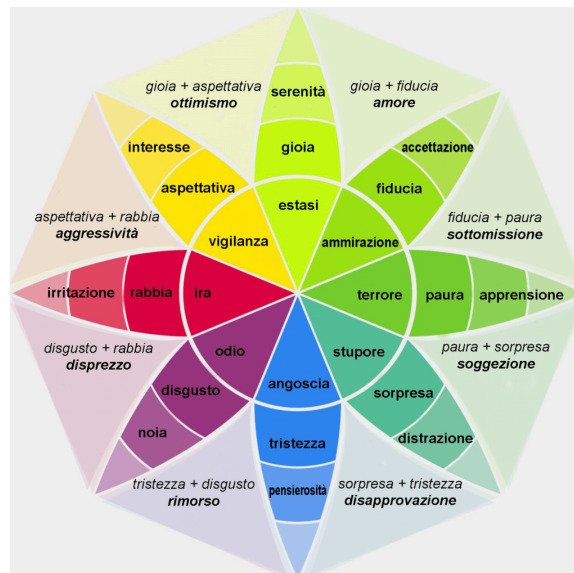 serenità
gioia + aspettativa
ottimismo
gioia + fiducia
amore
interesse
gioia
accettazione
aspettativa
fiducia
estasi
aspettativa + rabbia
aggressività
vigilanza
ammirazione
fiducia + paura
sottomissione
irritazione
rabbia
ira
terrore
paura
apprensione
disgusto + rabbia
disprezzo
odio
stupore
paura + sorpresa
soggezione
angoscia
disgusto
sorpresa
noia
tristezza
distrazione
tristezza + disgusto
rimorso
pensierosità
sorpresa + tristezza
disapprovazione